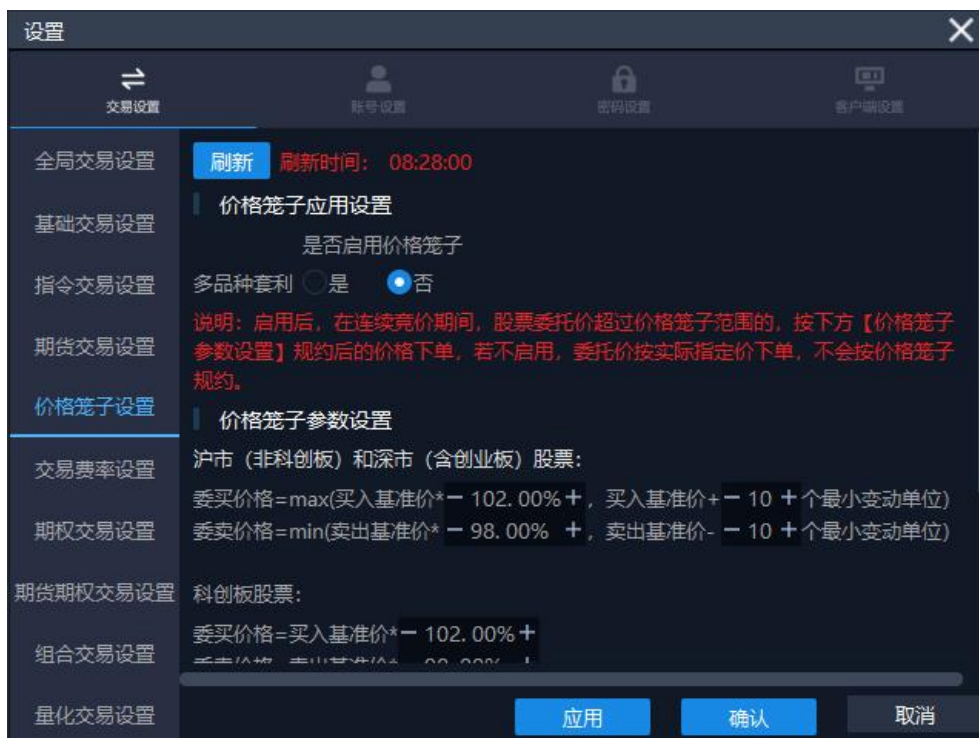 设置
交易设置
账号设置
密码设置
客户端设置
全局交易设置
基础交易设置
指令交易设置
期货交易设置
价格笼子设置
交易费率设置
期权交易设置
期货期权交易设置
组合交易设置
量化交易设置
刷新 刷新时间： 08:28:00
价格笼子应用设置
是否启用价格笼子
多品种套利 是 否
说明：启用后，在连续竞价期间，股票委托价超过价格笼子范围的，按下方【价格笼子
参数设置】规约后的价格下单，若不启用，委托价按实际指定价下单，不会按价格笼子
规约。
价格笼子参数设置
沪市（非科创板）和深市（含创业板）股票：
委买价格=max(买入基准价*－ 102.00%＋，买入基准价+－ 10 ＋个最小变动单位)
委卖价格=min(卖出基准价*－ 98.00% ＋，卖出基准价-－ 10 ＋个最小变动单位)
科创板股票：
委买价格=买入基准价*－ 102.00%＋
应用 确认 取消